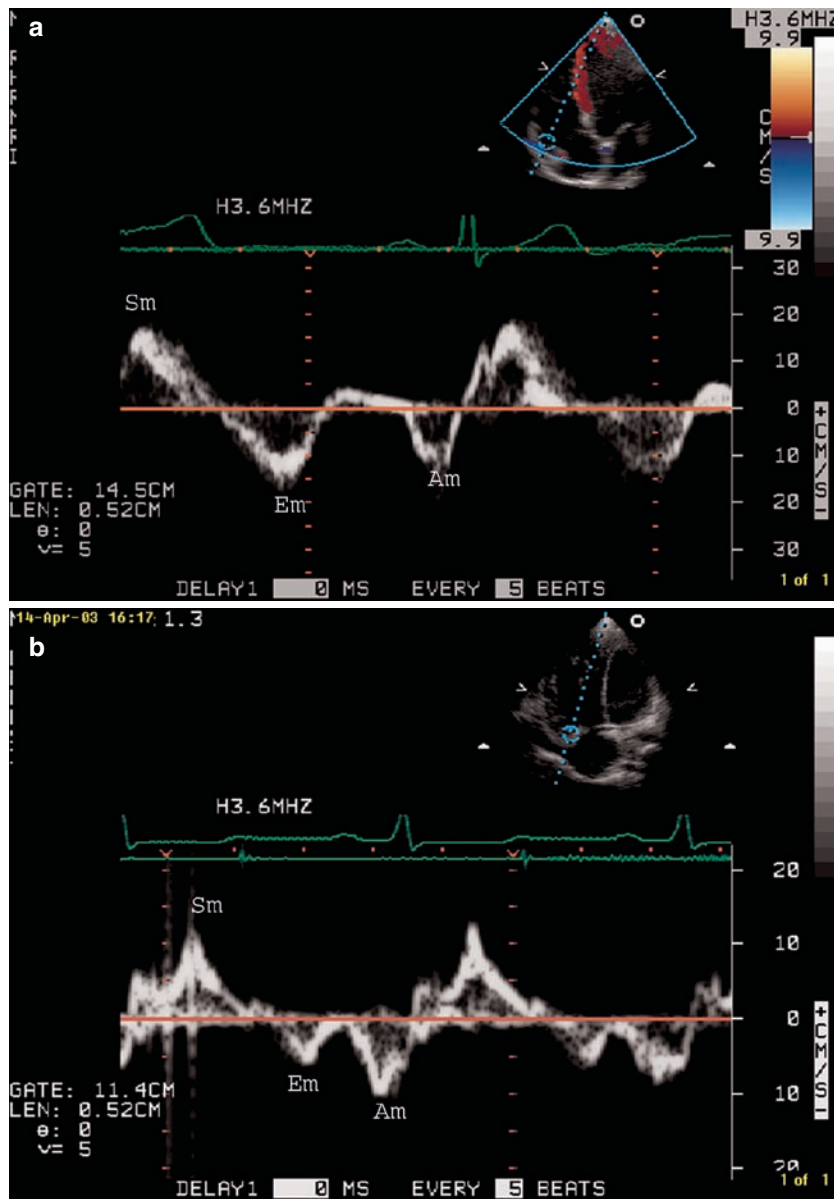 a
H3.6MHZ
9.9
C
M
/
S
9.9
H3.6MHZ
30
20
10
0
10
20
30
+
C
M
/
S
-
Sm
Em
Am
GATE: 14.5CM
LEN: 0.52CM
θ: 0
V= 5
DELAY1 0 MS EVERY 5 BEATS
1 of 1
14-Apr-03 16:17 1.3
b
H3.6MHZ
20
10
0
10
20
+
C
M
/
S
-
Sm
Em
Am
GATE: 11.4CM
LEN: 0.52CM
θ: 0
V= 5
DELAY1 0 MS EVERY 5 BEATS
1 of 1